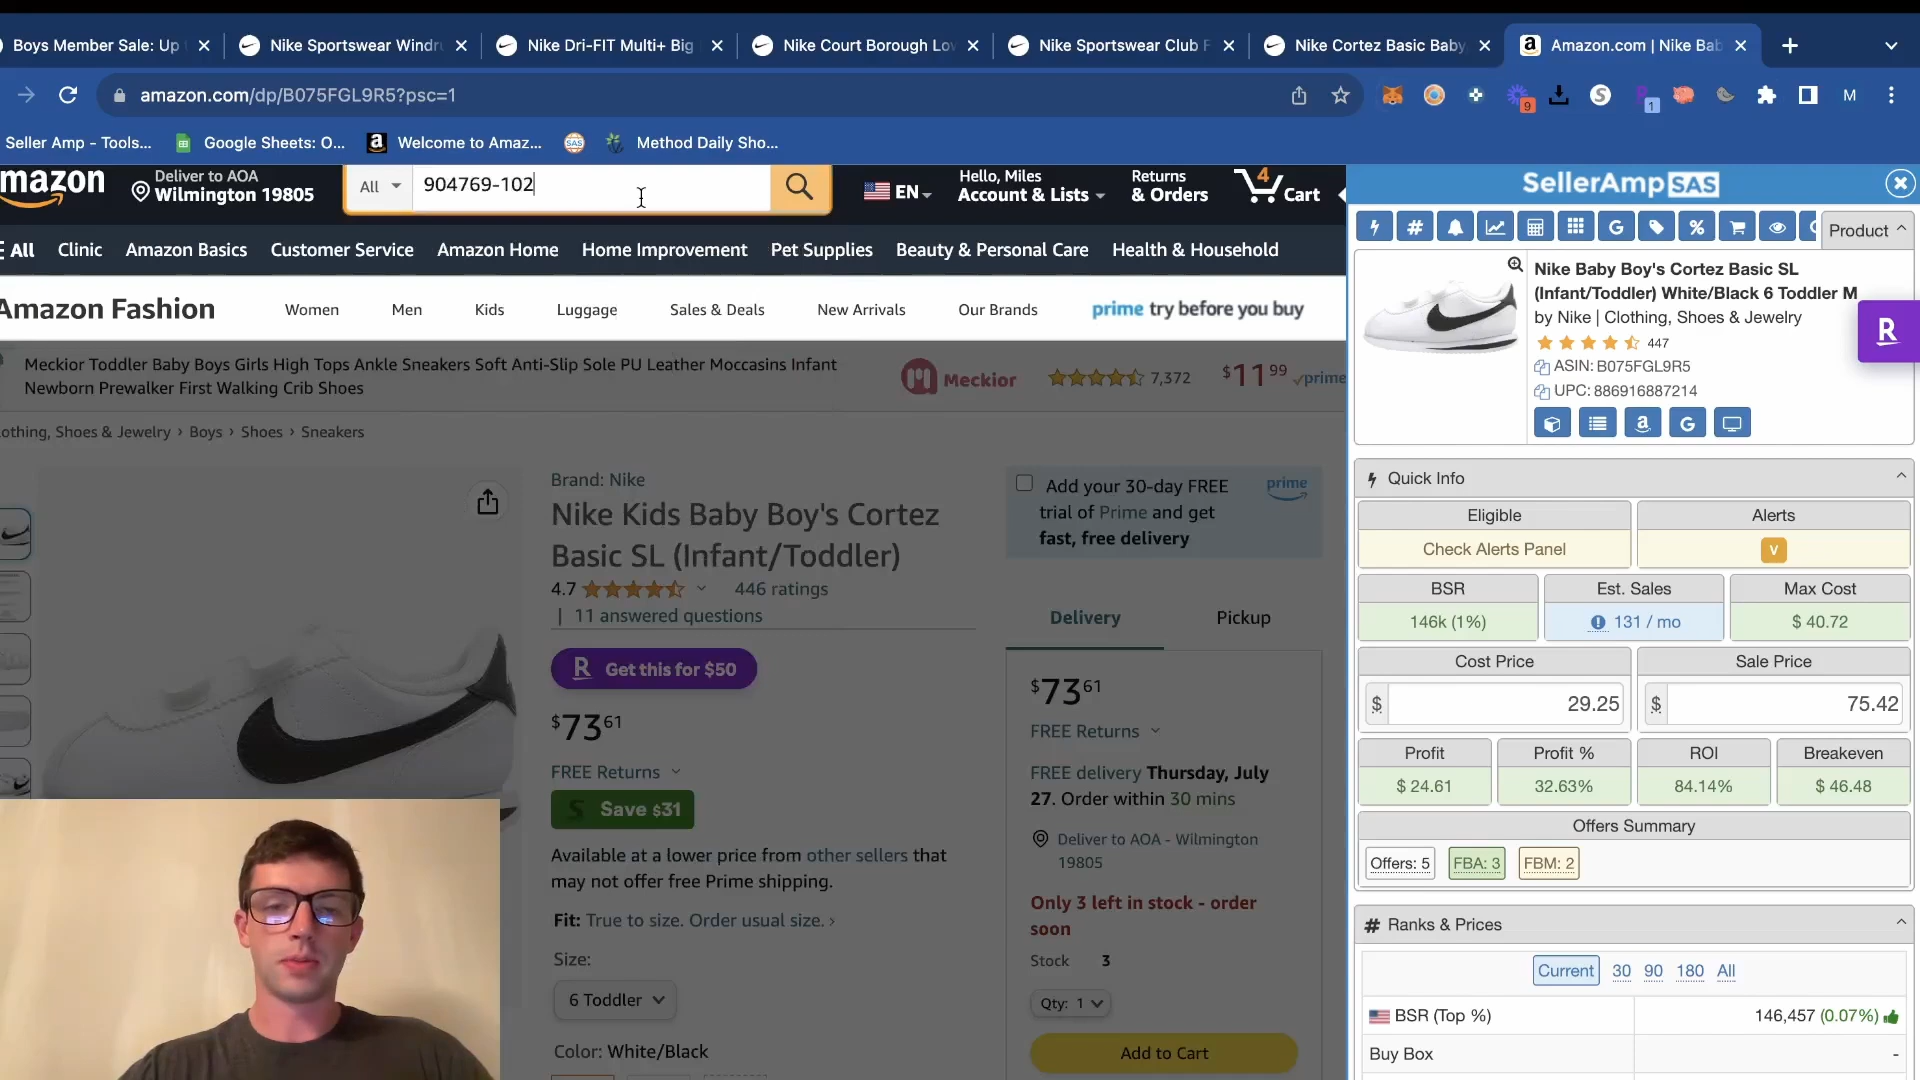 Boys Member Sale: Up
Nike Sportswear Windru
Nike Dri-FIT Multi+ Big
Nike Court Borough Lov
Nike Sportswear Club F
Nike Cortez Basic Baby
Amazon.com | Nike Bab
amazon.com/dp/B075FGL9R5?psc=1
9
1
M
Seller Amp - Tools...
Google Sheets: O...
Welcome to Amaz...
SAS
Method Daily Sho...
mazon
Deliver to AOA
Wilmington 19805
All
904769-102
EN
Hello, Miles
Account & Lists
Returns
& Orders
4
Cart
All
Clinic
Amazon Basics
Customer Service
Amazon Home
Home Improvement
Pet Supplies
Beauty & Personal Care
Health & Household
Amazon Fashion
Women
Men
Kids
Luggage
Sales & Deals
New Arrivals
Our Brands
prime try before you buy
Meckior Toddler Baby Boys Girls High Tops Ankle Sneakers Soft Anti-Slip Sole PU Leather Moccasins Infant
Newborn Prewalker First Walking Crib Shoes
Meckior
7,372
$11 99
prime
lothing, Shoes & Jewelry › Boys › Shoes › Sneakers
Brand: Nike
Nike Kids Baby Boy's Cortez
Basic SL (Infant/Toddler)
4.7
446 ratings
| 11 answered questions
R Get this for $50
$73 61
FREE Returns
S Save $31
Available at a lower price from other sellers that
may not offer free Prime shipping.
Fit: True to size. Order usual size. ›
Size:
6 Toddler
Color: White/Black
Add your 30-day FREE
trial of Prime and get
fast, free delivery
prime
Delivery
Pickup
$73 61
FREE Returns
FREE delivery Thursday, July
27. Order within 30 mins
Deliver to AOA - Wilmington
19805
Only 3 left in stock - order
soon
Stock 3
Qty: 1
Add to Cart
SellerAmp SAS
Product
Nike Baby Boy's Cortez Basic SL
(Infant/Toddler) White/Black 6 Toddler M
by Nike | Clothing, Shoes & Jewelry
447
ASIN: B075FGL9R5
UPC: 886916887214
R
Quick Info
Eligible
Alerts
Check Alerts Panel
V
BSR
Est. Sales
Max Cost
146k (1%)
131 / mo
$ 40.72
Cost Price
Sale Price
$ 29.25
$ 75.42
Profit
Profit %
ROI
Breakeven
$ 24.61
32.63%
84.14%
$ 46.48
Offers Summary
Offers: 5
FBA: 3
FBM: 2
# Ranks & Prices
Current
30
90
180
All
BSR (Top %)
146,457 (0.07%)
Buy Box
-